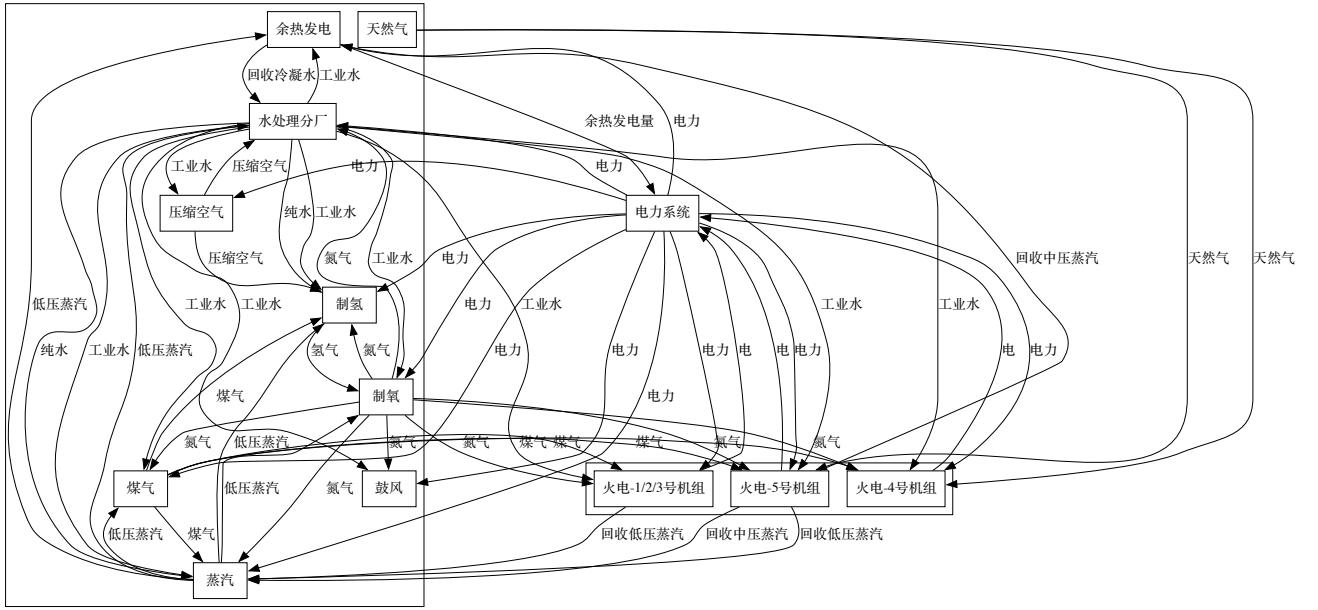 余热发电 天然气
回收冷凝水 工业水
水处理分厂 余热发电量 电力
工业水 压缩空气 电力 电力
压缩空气 纯水 工业水 电力系统
压缩空气 氮气 工业水 电力 回收中压蒸汽 天然气 天然气
低压蒸汽 工业水 工业水 制氢 电力 工业水 工业水 工业水
纯水 工业水 低压蒸汽 氢气 氮气 电力 电力 电力 电 电 电力 电 电力
煤气 制氧 电力
氮气 低压蒸汽 氮气 氮气 煤气 煤气 煤气 氮气 氮气
煤气 低压蒸汽 氮气 鼓风 火电-1/2/3号机组 火电-5号机组 火电-4号机组
低压蒸汽 煤气 回收低压蒸汽 回收中压蒸汽 回收低压蒸汽
蒸汽